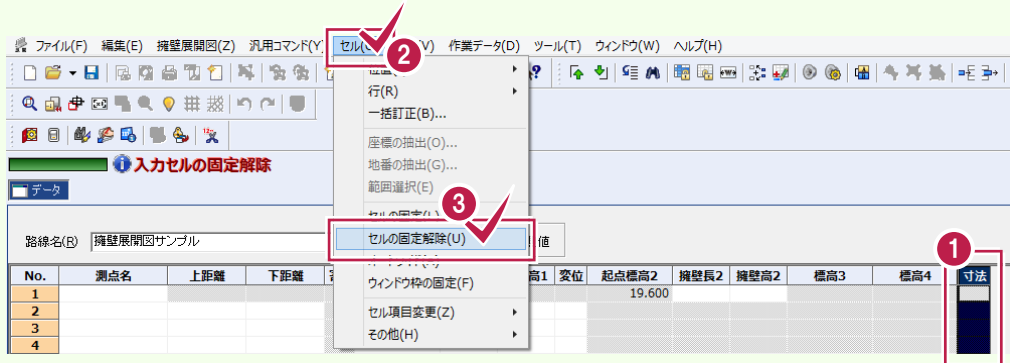 ファイル(F) 編集(E) 擁壁展開図(Z) 汎用コマンド(Y) セル( (V) 作業データ(D) ツール(T) ウィンドウ(W) ヘルプ(H)
2
行(R)
一括訂正(B)...
座標の抽出(O)...
地番の抽出(G)...
範囲選択(E)
入力セルの固定解除
データ
3
セルの固定(L)
セルの固定解除(U)
路線名(R) 擁壁展開図サンプル 値
1
ウィンドウ枠の固定(F)
セル項目変更(Z)
その他(H)
No. 測点名 上距離 下距離 高1 変位 起点標高2 擁壁長2 擁壁高2 標高3 標高4 寸法
1 19.600
2
3
4